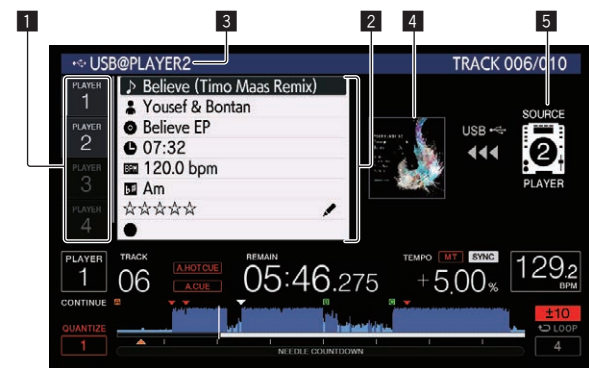 1 3 2 4 5
USB@PLAYER2 TRACK 006/010
PLAYER 1
PLAYER 2
PLAYER 3
PLAYER 4
Believe (Timo Maas Remix)
Yousef & Bontan
Believe EP
07:32
BPM 120.0 bpm
Am
USB
SOURCE
2
PLAYER
PLAYER 1
TRACK 06
A.HOT CUE
A.CUE
REMAIN
05:46.275
TEMPO MT SYNC
+5.00%
129.2 BPM
CONTINUE
A B C
QUANTIZE
1
NEEDLE COUNTDOWN
±10
LOOP
4